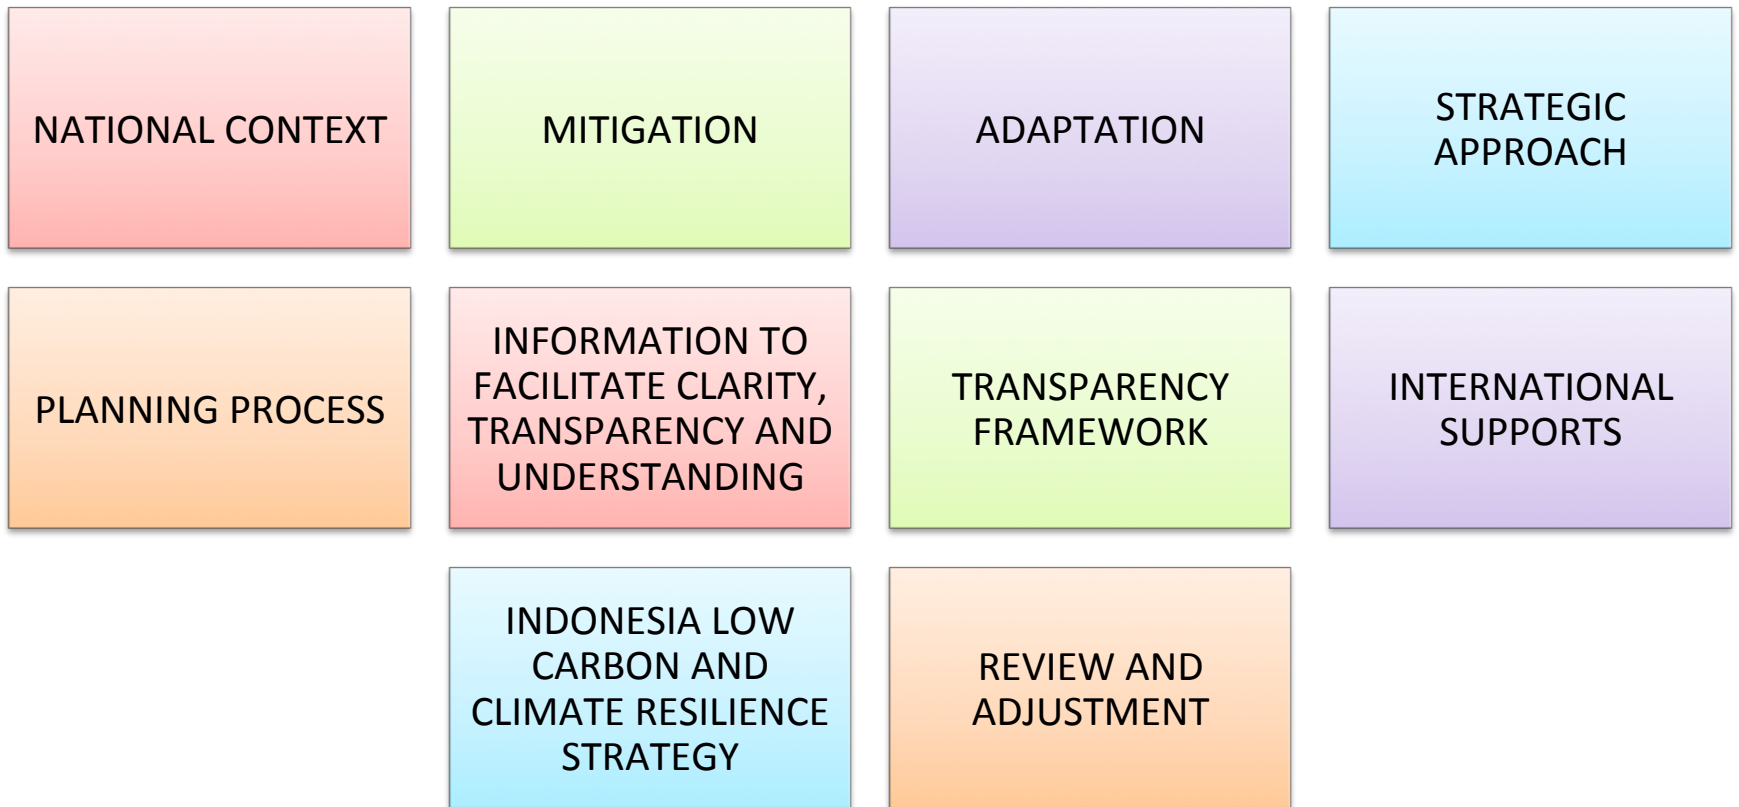 NATIONAL CONTEXT
MITIGATION
ADAPTATION
STRATEGIC
APPROACH
PLANNING PROCESS
INFORMATION TO
FACILITATE CLARITY,
TRANSPARENCY AND
UNDERSTANDING
TRANSPARENCY
FRAMEWORK
INTERNATIONAL
SUPPORTS
INDONESIA LOW
CARBON AND
CLIMATE RESILIENCE
STRATEGY
REVIEW AND
ADJUSTMENT